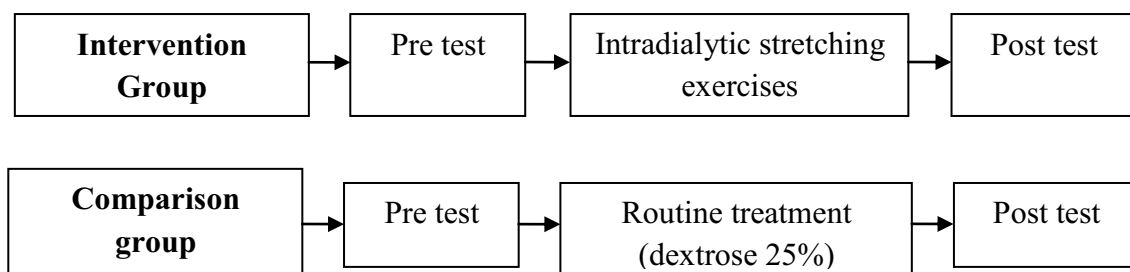 Intervention Group
Pre test
Intradialytic stretching exercises
Post test
Comparison group
Pre test
Routine treatment (dextrose 25%)
Post test